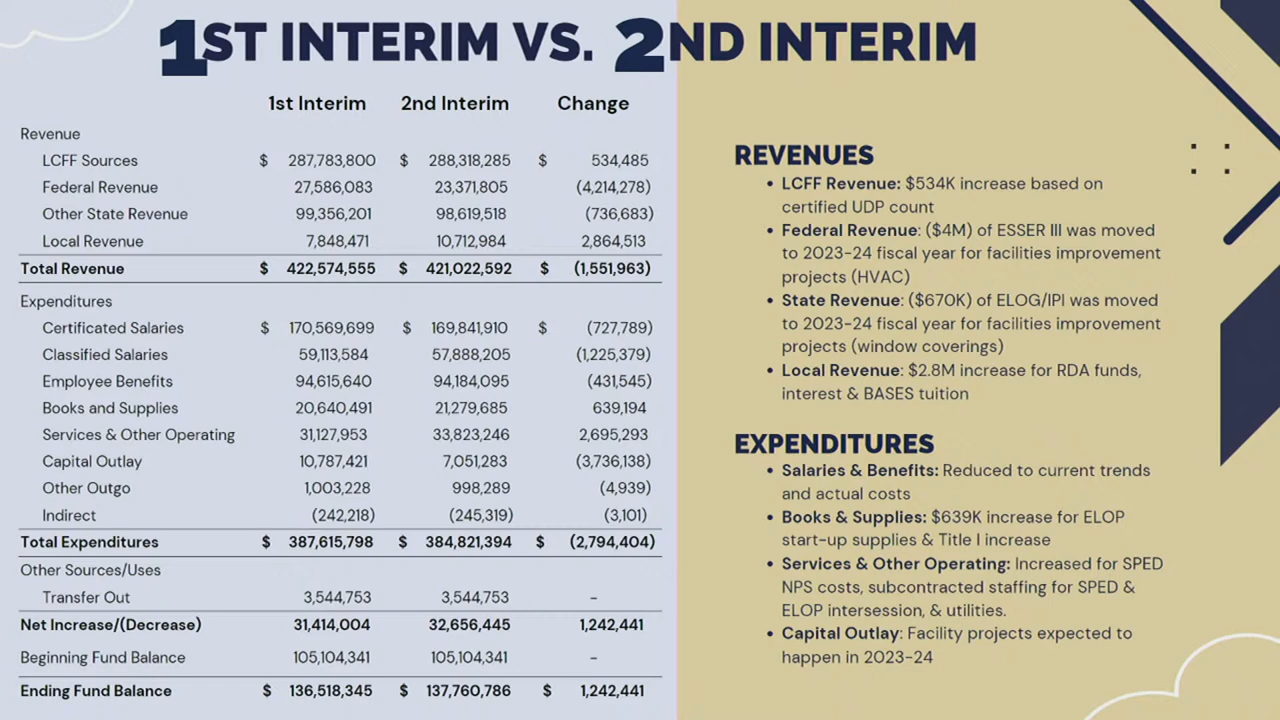 1ST INTERIM VS. 2ND INTERIM
1st Interim 2nd Interim Change
Revenue
LCFF Sources $ 287,783,800 $ 288,318,285 $ 534,485
Federal Revenue 27,586,083 23,371,805 (4,214,278)
Other State Revenue 99,356,201 98,619,518 (736,683)
Local Revenue 7,848,471 10,712,984 2,864,513
Total Revenue $ 422,574,555 $ 421,022,592 $ (1,551,963)
Expenditures
Certificated Salaries $ 170,569,699 $ 169,841,910 $ (727,789)
Classified Salaries 59,113,584 57,888,205 (1,225,379)
Employee Benefits 94,615,640 94,184,095 (431,545)
Books and Supplies 20,640,491 21,279,685 639,194
Services & Other Operating 31,127,953 33,823,246 2,695,293
Capital Outlay 10,787,421 7,051,283 (3,736,138)
Other Outgo 1,003,228 998,289 (4,939)
Indirect (242,218) (245,319) (3,101)
Total Expenditures $ 387,615,798 $ 384,821,394 $ (2,794,404)
Other Sources/Uses
Transfer Out 3,544,753 3,544,753 -
Net Increase/(Decrease) 31,414,004 32,656,445 1,242,441
Beginning Fund Balance 105,104,341 105,104,341 -
Ending Fund Balance $ 136,518,345 $ 137,760,786 $ 1,242,441
REVENUES
• LCFF Revenue: $534K increase based on
certified UDP count
• Federal Revenue: ($4M) of ESSER III was moved
to 2023-24 fiscal year for facilities improvement
projects (HVAC)
• State Revenue: ($670K) of ELOG/IPI was moved
to 2023-24 fiscal year for facilities improvement
projects (window coverings)
• Local Revenue: $2.8M increase for RDA funds,
interest & BASES tuition
EXPENDITURES
• Salaries & Benefits: Reduced to current trends
and actual costs
• Books & Supplies: $639K increase for ELOP
start-up supplies & Title I increase
• Services & Other Operating: Increased for SPED
NPS costs, subcontracted staffing for SPED &
ELOP intersession, & utilities.
• Capital Outlay: Facility projects expected to
happen in 2023-24